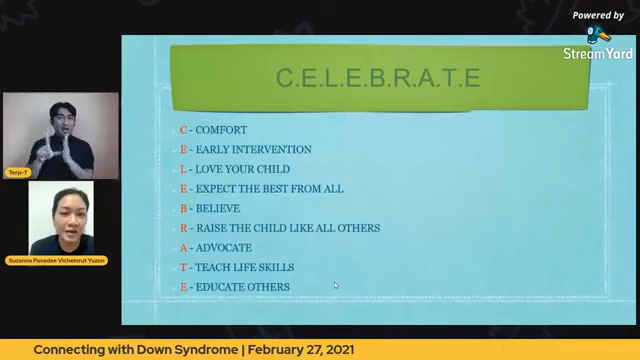 Powered by
StreamYard
C.E.L.E.B.R.A.T.E
C - COMFORT
E - EARLY INTERVENTION
L - LOVE YOUR CHILD
E - EXPECT THE BEST FROM ALL
B - BELIEVE
R - RAISE THE CHILD LIKE ALL OTHERS
A - ADVOCATE
T - TEACH LIFE SKILLS
E - EDUCATE OTHERS
Terp-T
Suzanna Pavadee Vicheinrut Yuzon
Connecting with Down Syndrome | February 27, 2021